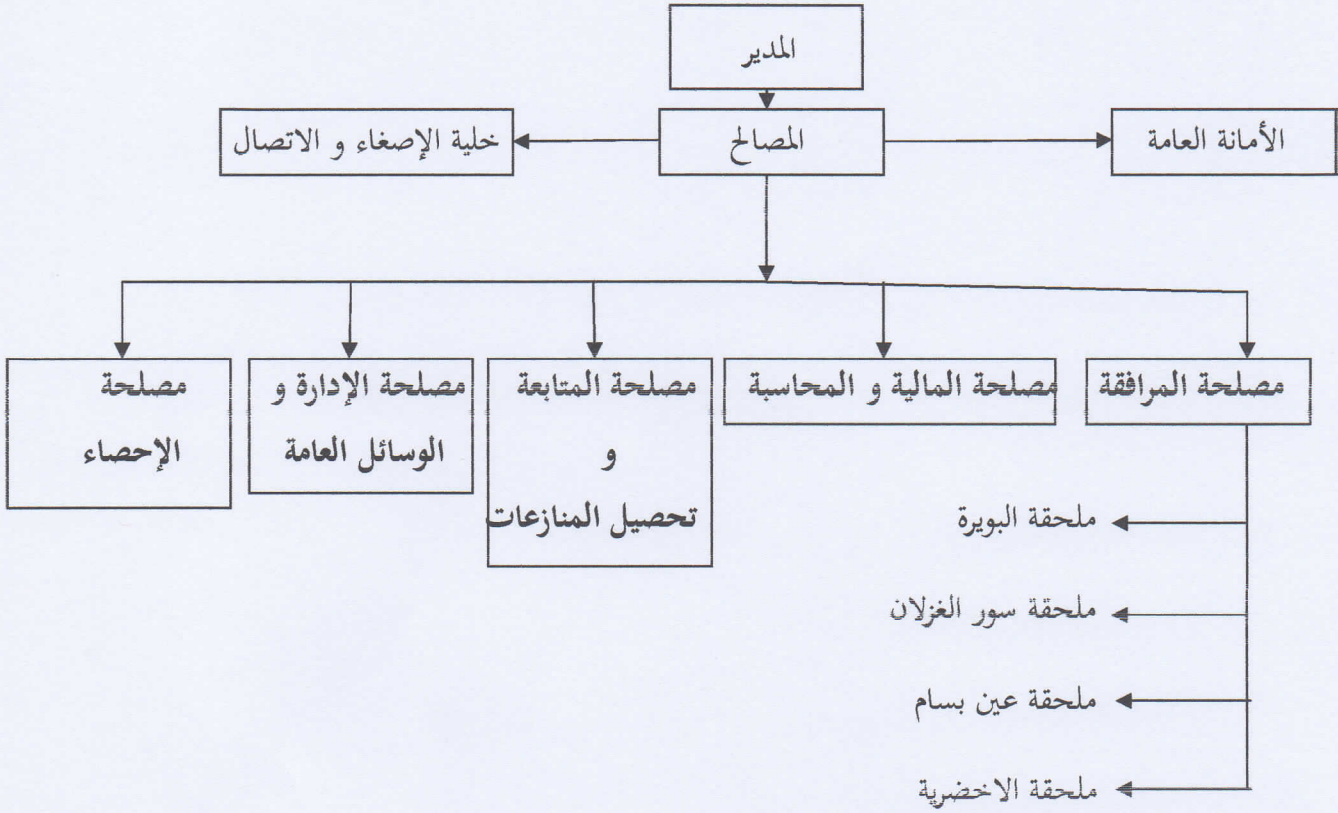 المدير
الأمانة العامة
المصالح
خلية الإصغاء و الاتصال
مصلحة المرافقة
مصلحة المالية و المحاسبة
مصلحة المتابعة
و
تحصيل المنازعات
مصلحة الإدارة و
الوسائل العامة
مصلحة
الإحصاء
ملحقة البويرة
ملحقة سور الغزلان
ملحقة عين بسام
ملحقة الاخضرية